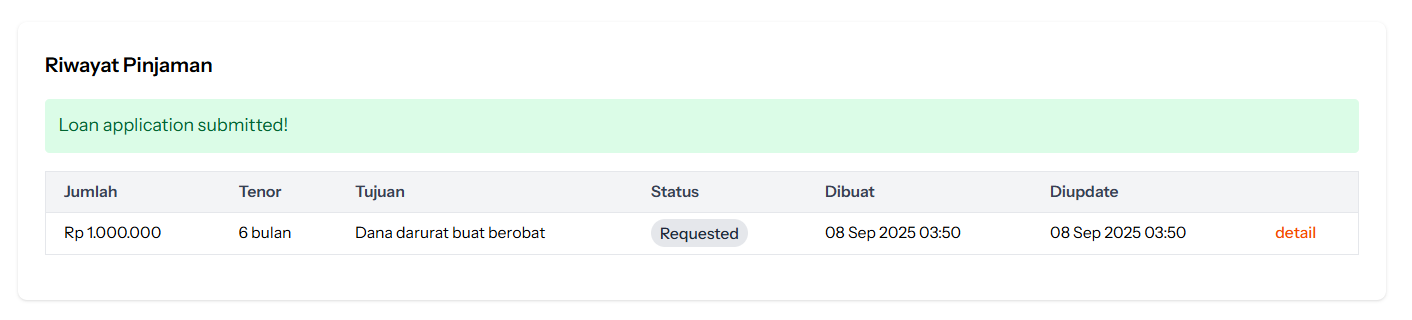 Riwayat Pinjaman
Loan application submitted!
Jumlah Tenor Tujuan Status Dibuat Diupdate
Rp 1.000.000 6 bulan Dana darurat buat berobat Requested 08 Sep 2025 03:50 08 Sep 2025 03:50 detail